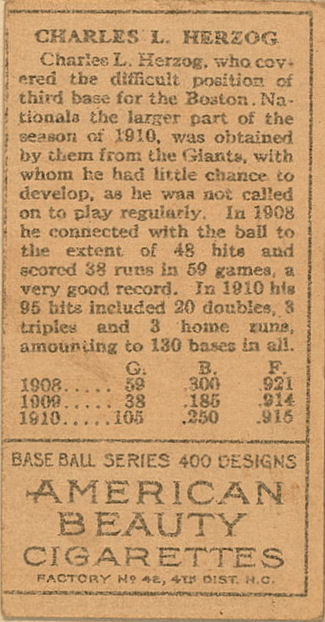 CHARLES L. HERZOG
Charles L. Herzog, who cov-
ered the difficult position of
third base for the Boston Na-
tionals the larger part of the
season of 1910, was obtained
by them from the Giants, with
whom he had little chance to
develop, as he was not called
on to play regularly. In 1908
he connected with the ball to
the extent of 48 hits and
scored 38 runs in 59 games, a
very good record. In 1910 his
95 hits included 20 doubles, 3
triples and 3 home runs,
amounting to 130 bases in all.
G. B. F.
1908..... 59 .300 .921
1909..... 38 .185 .914
1910..... 105 .250 .915
BASE BALL SERIES 400 DESIGNS
AMERICAN
BEAUTY
CIGARETTES
FACTORY Nº 42, 4TH DIST. N.C.